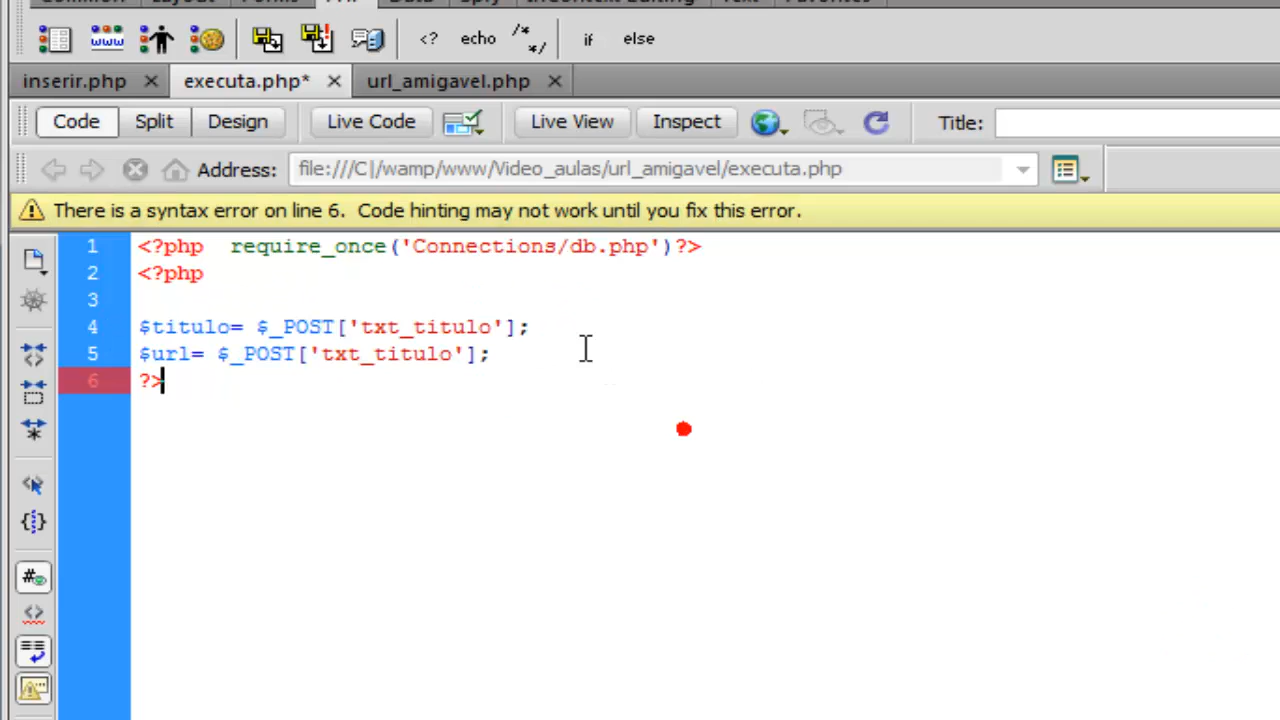 <? echo /* */ if else
inserir.php executa.php* url_amigavel.php
Code Split Design Live Code Live View Inspect Title:
Address: file:///C|/wamp/www/Video_aulas/url_amigavel/executa.php
There is a syntax error on line 6. Code hinting may not work until you fix this error.
1 <?php require_once('Connections/db.php')?>
2 <?php
3
4 $titulo= $_POST['txt_titulo'];
5 $url= $_POST['txt_titulo'];
6 ?>